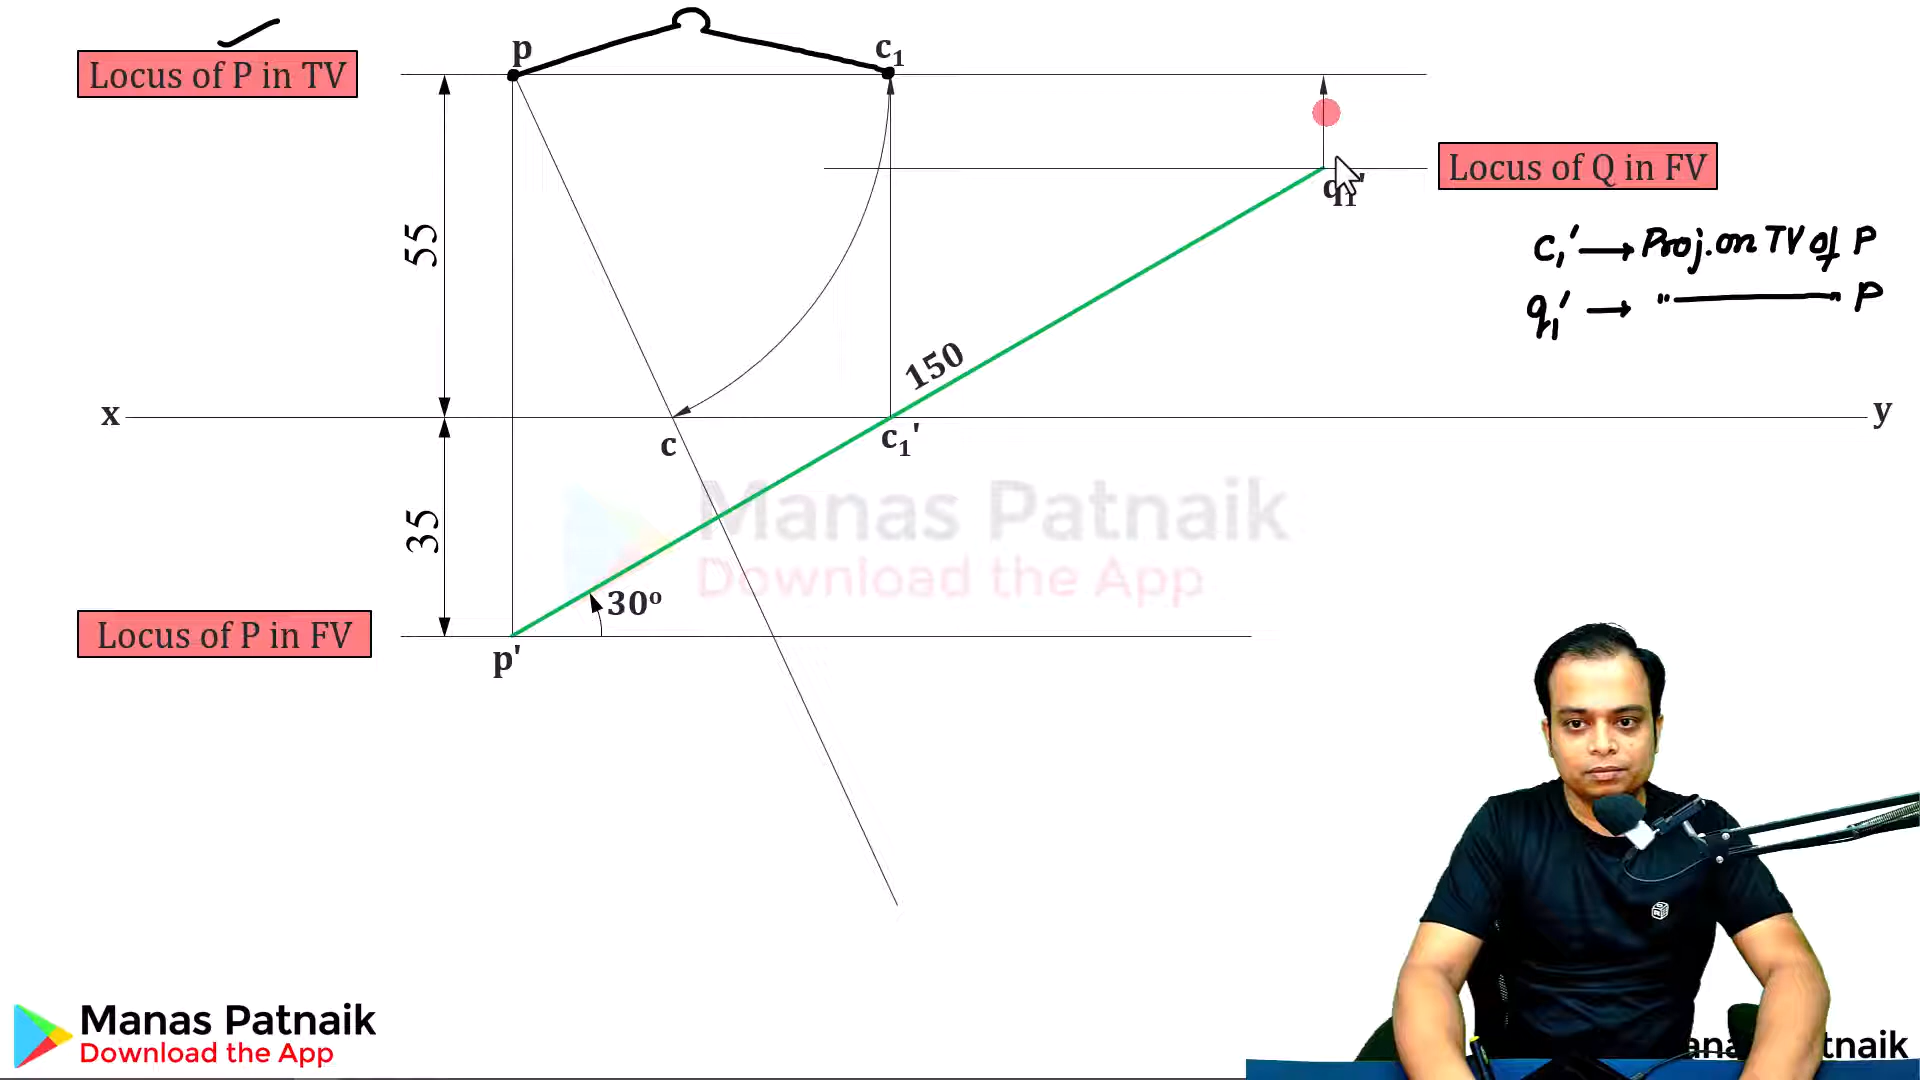 p
c₁
Locus of P in TV
Locus of Q in FV
q₁'
55
c₁' → Proj. on TV of P
q₁' → " ——— " P
150
x
y
c
c₁'
Manas Patnaik
Download the App
35
30°
Locus of P in FV
p'
Manas Patnaik
Download the App